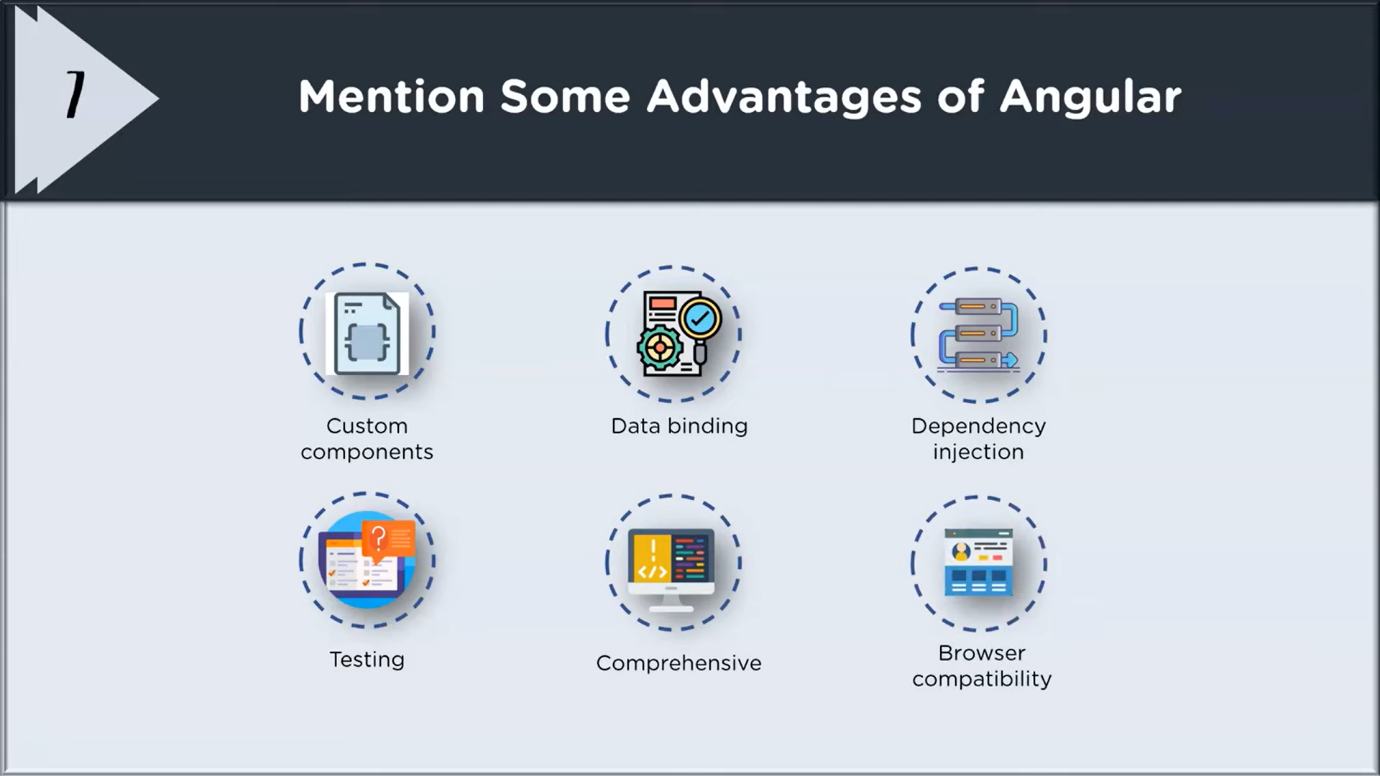 7
Mention Some Advantages of Angular
Custom
components
Data binding
Dependency
injection
Testing
Comprehensive
Browser
compatibility